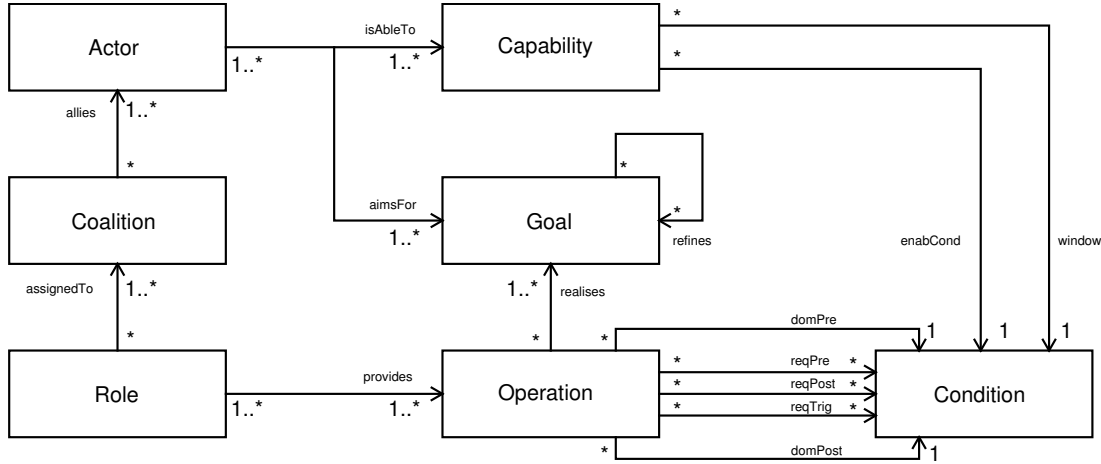 *
isAbleTo
Actor
Capability
1..*
1..*
*
allies
1..*
*
*
Coalition
aimsFor
Goal
*
1..*
refines
enabCond
window
assignedTo
1..*
1..*
realises
*
*
*
domPre
1
1
1
*
reqPre
*
Role
provides
Operation
*
reqPost
*
Condition
1..*
1..*
*
reqTrig
*
*
domPost
1